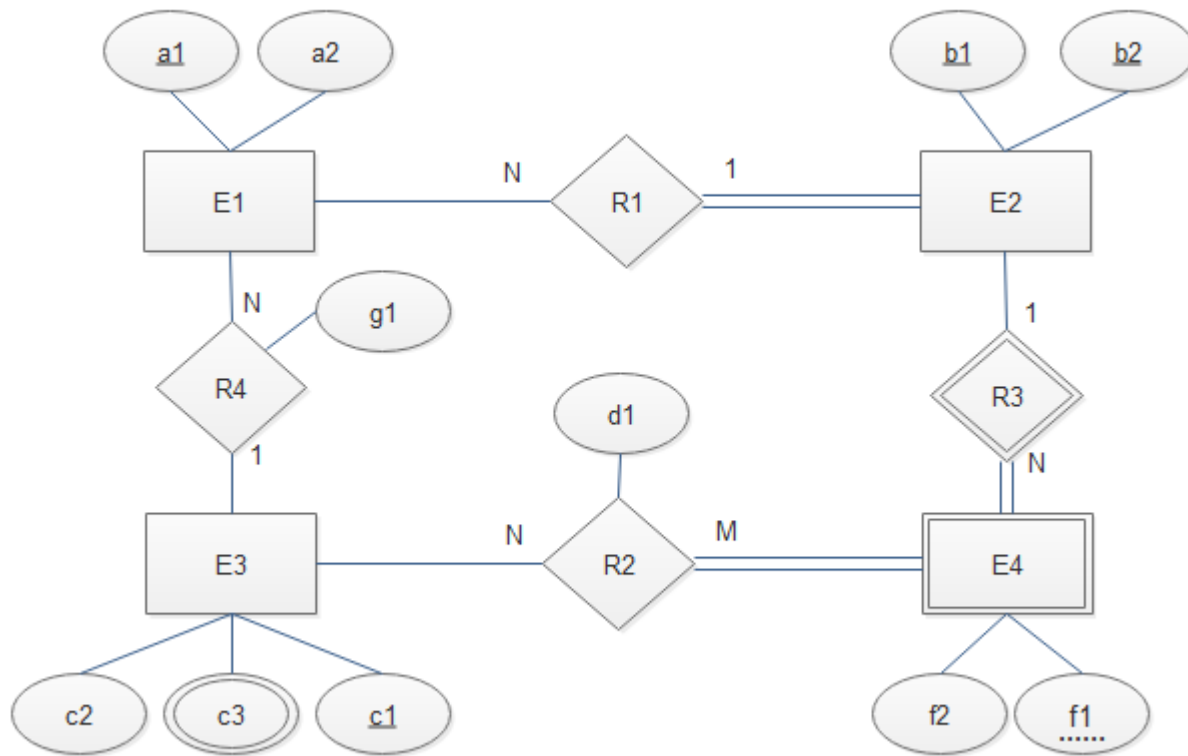 a1 a2 b1 b2
E1 N R1 1 E2
N g1 1
R4 d1 R3
1 N
E3 N R2 M E4
c2 c3 c1 f2 f1